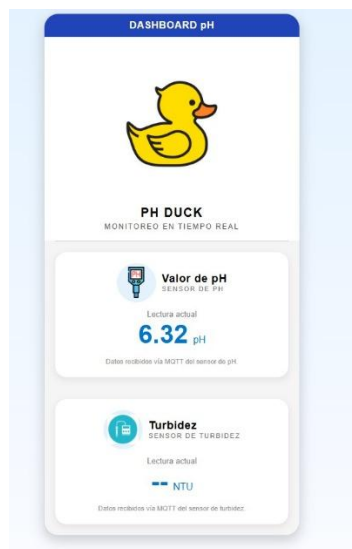 DASHBOARD pH
PH DUCK
MONITOREO EN TIEMPO REAL
PH
Valor de pH
SENSOR DE PH
Lectura actual
6.32 pH
Datos recibidos vía MQTT del sensor de pH
Turbidez
SENSOR DE TURBIDEZ
Lectura actual
-- NTU
Datos recibidos vía MQTT del sensor de turbidez